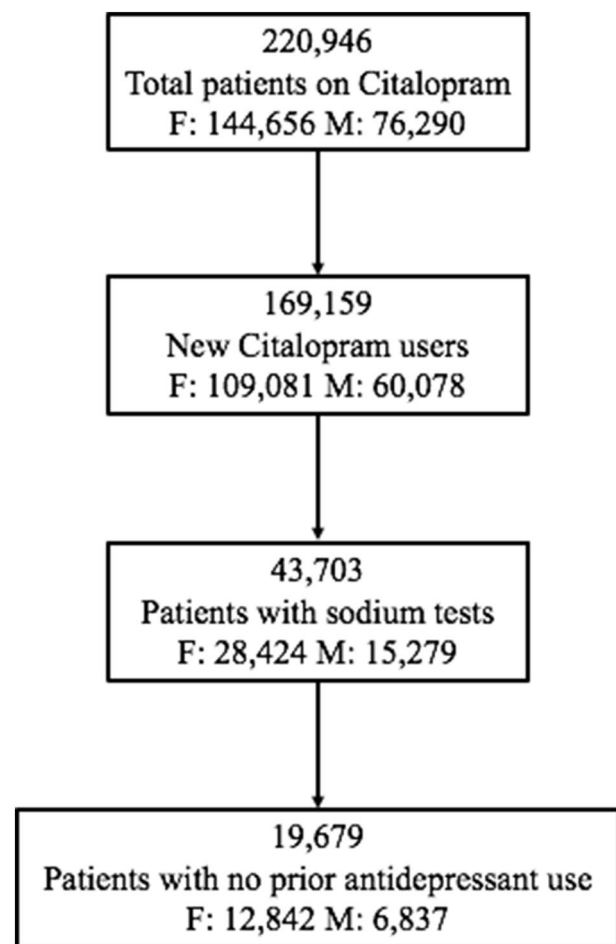 220,946
Total patients on Citalopram
F: 144,656 M: 76,290
169,159
New Citalopram users
F: 109,081 M: 60,078
43,703
Patients with sodium tests
F: 28,424 M: 15,279
19,679
Patients with no prior antidepressant use
F: 12,842 M: 6,837